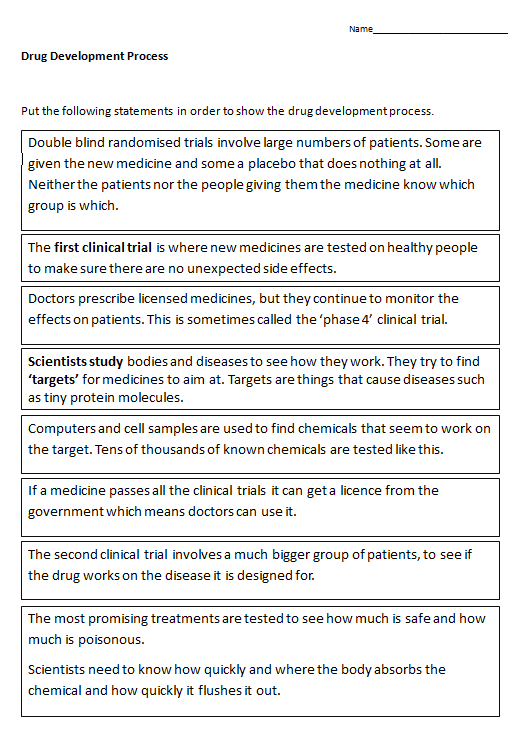 Name______________________
Drug Development Process
Put the following statements in order to show the drug development process.
Double blind randomised trials involve large numbers of patients. Some are
given the new medicine and some a placebo that does nothing at all.
Neither the patients nor the people giving them the medicine know which
group is which.
The first clinical trial is where new medicines are tested on healthy people
to make sure there are no unexpected side effects.
Doctors prescribe licensed medicines, but they continue to monitor the
effects on patients. This is sometimes called the ‘phase 4’ clinical trial.
Scientists study bodies and diseases to see how they work. They try to find
‘targets’ for medicines to aim at. Targets are things that cause diseases such
as tiny protein molecules.
Computers and cell samples are used to find chemicals that seem to work on
the target. Tens of thousands of known chemicals are tested like this.
If a medicine passes all the clinical trials it can get a licence from the
government which means doctors can use it.
The second clinical trial involves a much bigger group of patients, to see if
the drug works on the disease it is designed for.
The most promising treatments are tested to see how much is safe and how
much is poisonous.
Scientists need to know how quickly and where the body absorbs the
chemical and how quickly it flushes it out.